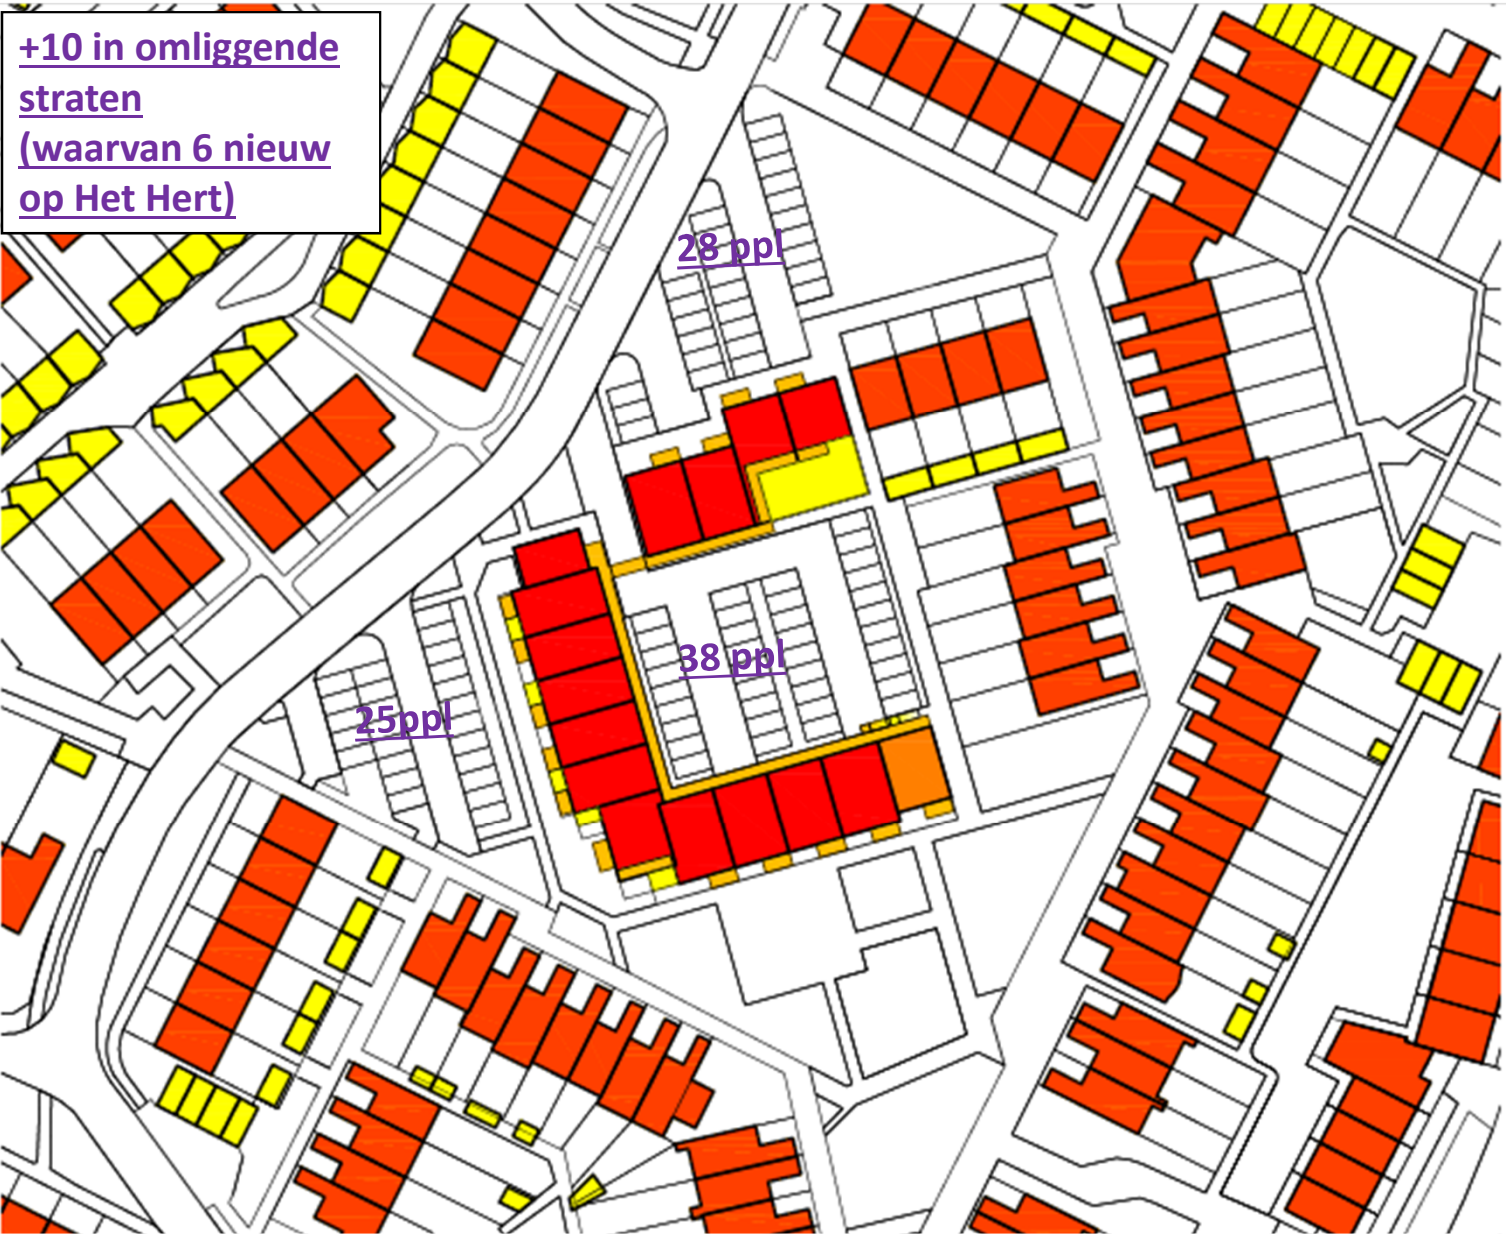 +10 in omliggende
straten
(waarvan 6 nieuw
op Het Hert)
28 ppl
38 ppl
25ppl